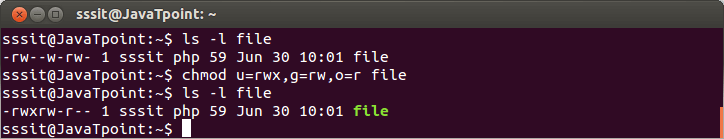 sssit@JavaTpoint: ~
sssit@JavaTpoint:~$ ls -l file
-rw--w-rw- 1 sssit php 59 Jun 30 10:01 file
sssit@JavaTpoint:~$ chmod u=rwx,g=rw,o=r file
sssit@JavaTpoint:~$ ls -l file
-rwxrw-r-- 1 sssit php 59 Jun 30 10:01 file
sssit@JavaTpoint:~$